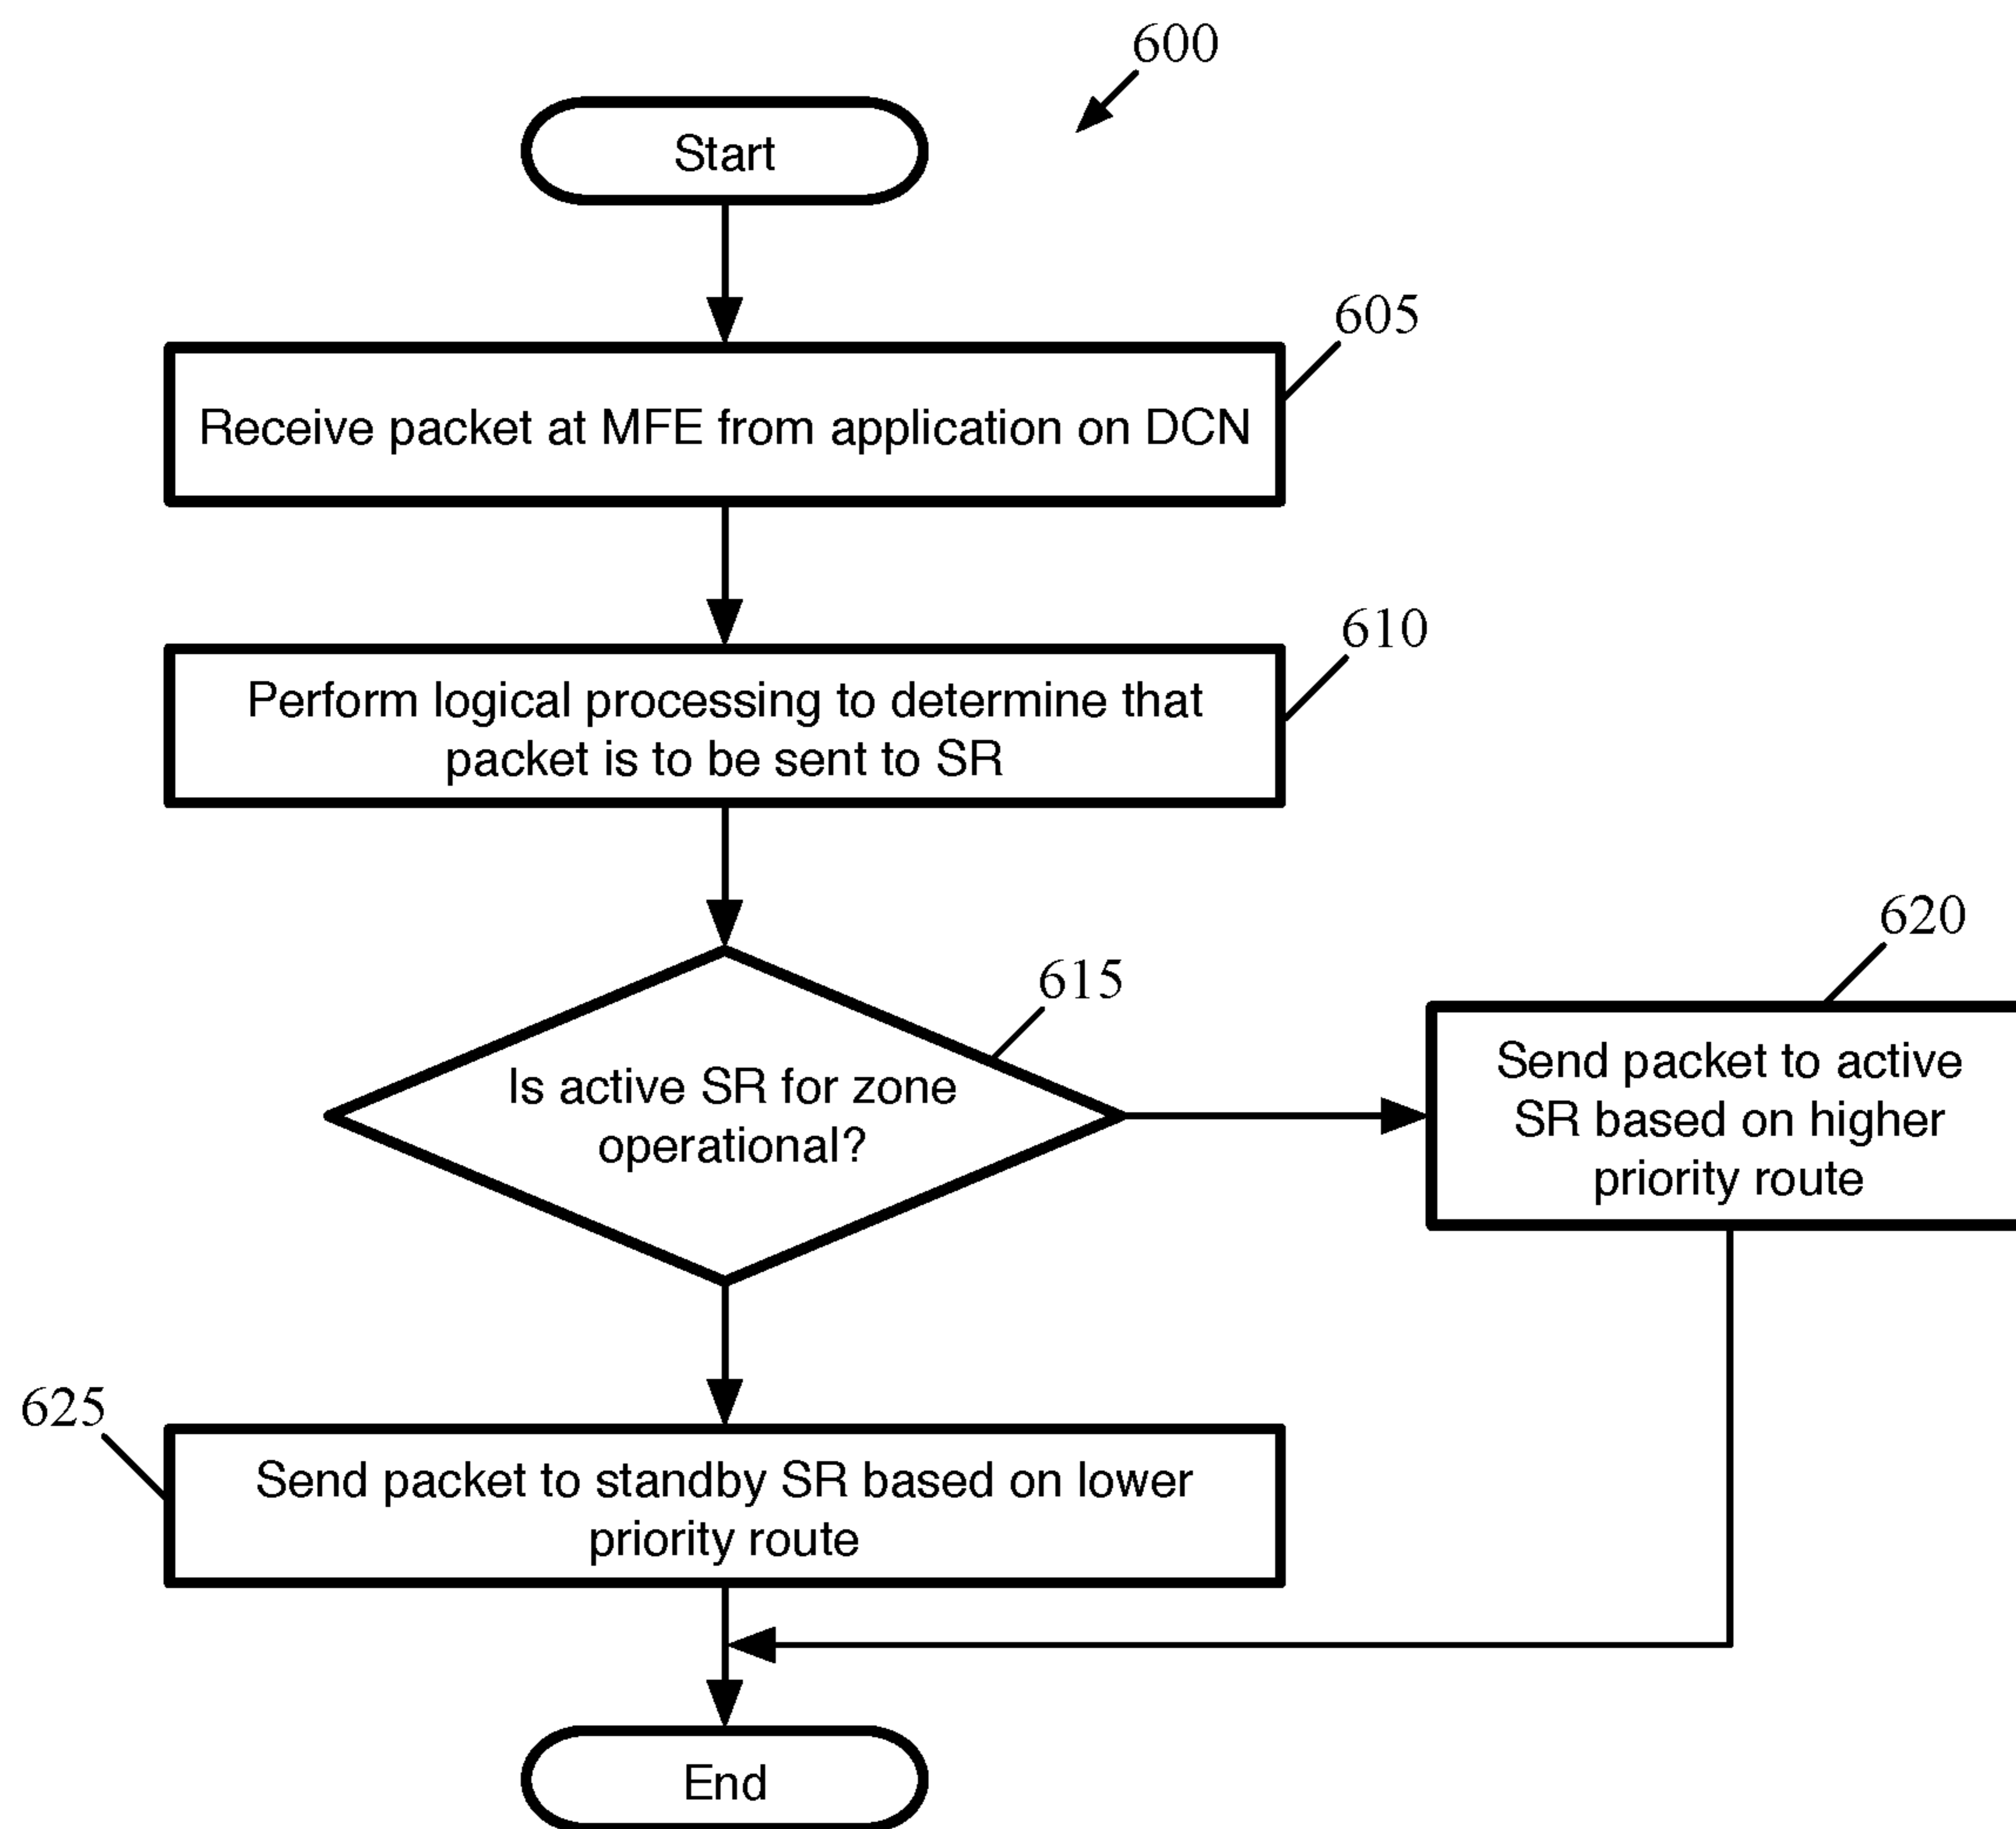 600
Start
605
Receive packet at MFE from application on DCN
610
Perform logical processing to determine that
packet is to be sent to SR
615
Is active SR for zone
operational?
620
Send packet to active
SR based on higher
priority route
625
Send packet to standby SR based on lower
priority route
End